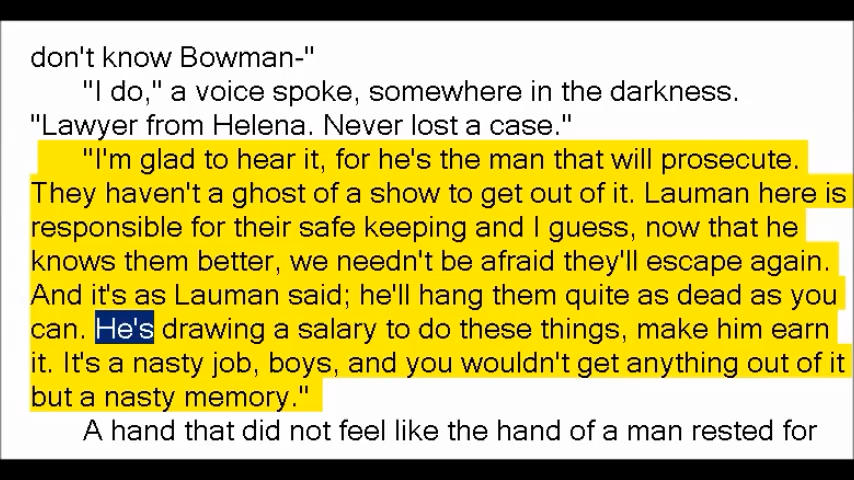 don't know Bowman-"
"I do," a voice spoke, somewhere in the darkness.
"Lawyer from Helena. Never lost a case."
"I'm glad to hear it, for he's the man that will prosecute.
They haven't a ghost of a show to get out of it. Lauman here is
responsible for their safe keeping and I guess, now that he
knows them better, we needn't be afraid they'll escape again.
And it's as Lauman said; he'll hang them quite as dead as you
can. He's drawing a salary to do these things, make him earn
it. It's a nasty job, boys, and you wouldn't get anything out of it
but a nasty memory."
A hand that did not feel like the hand of a man rested for